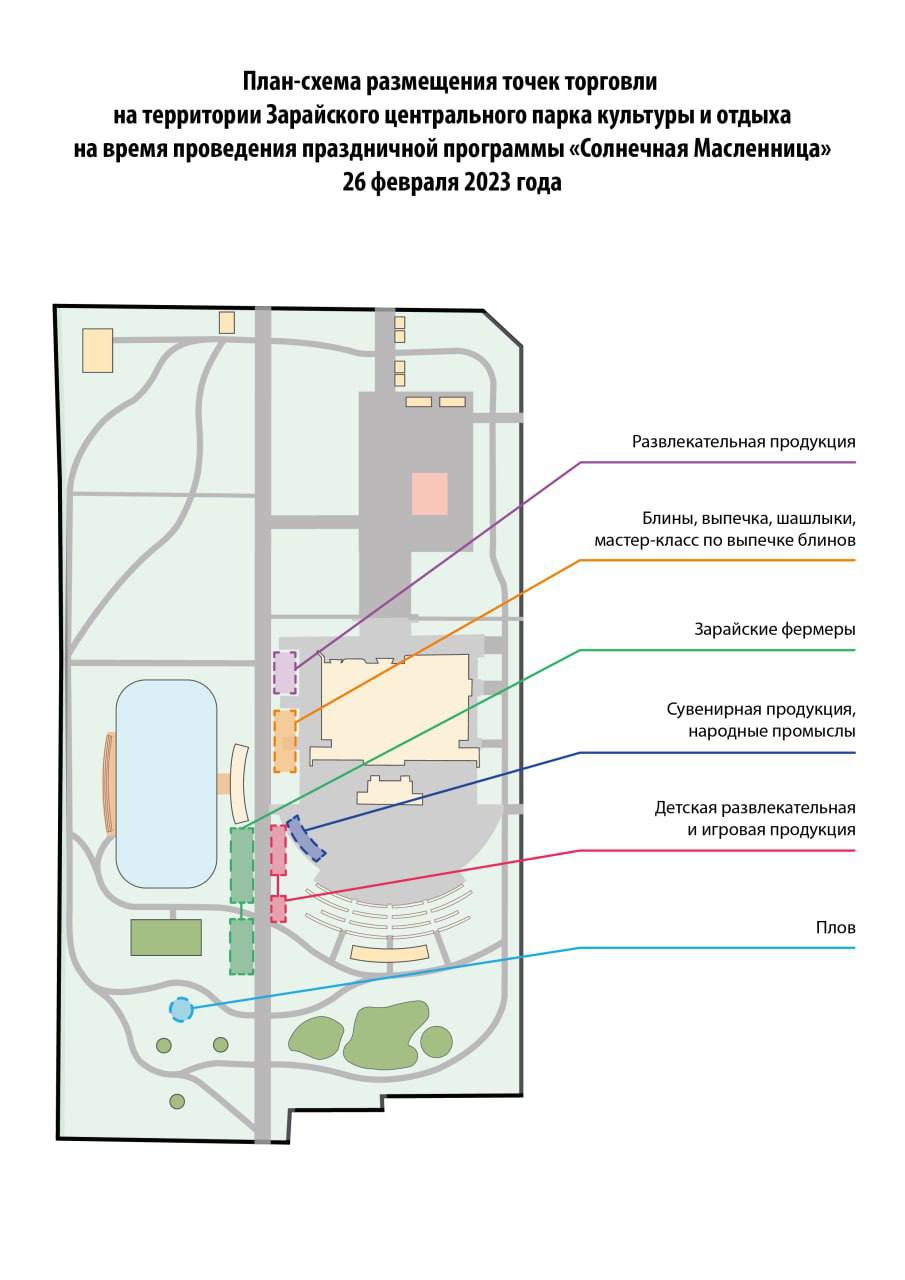 План-схема размещения точек торговли
на территории Зарайского центрального парка культуры и отдыха
на время проведения праздничной программы «Солнечная Масленница»
26 февраля 2023 года
Развлекательная продукция
Блины, выпечка, шашлыки,
мастер-класс по выпечке блинов
Зарайские фермеры
Сувенирная продукция,
народные промыслы
Детская развлекательная
и игровая продукция
Плов